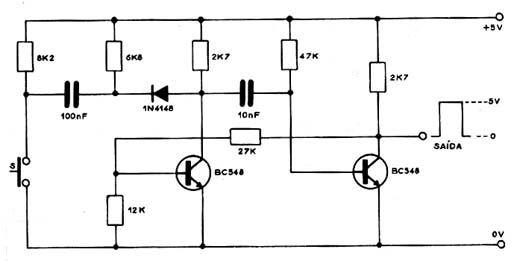 +5V
8K2
6K8
2K7
47K
2K7
100nF
1N4148
10nF
5V
0
SAÍDA
27K
S
BC548
BC548
12K
0V